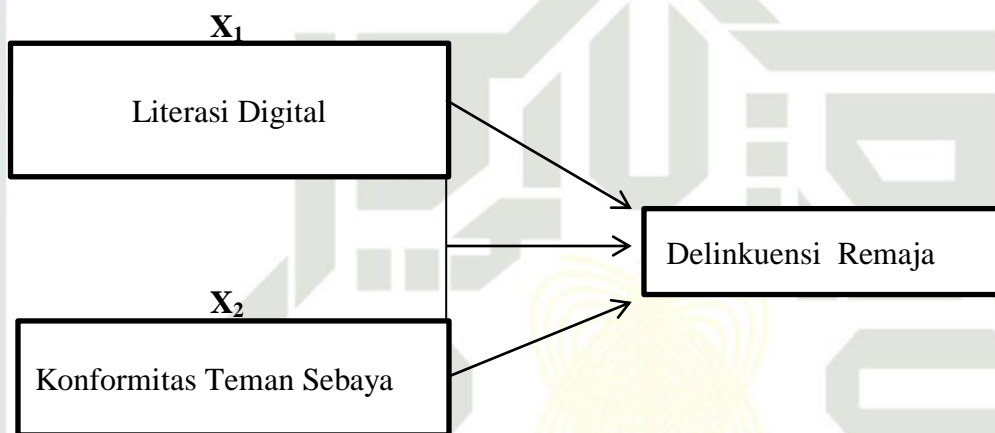 X₁
Literasi Digital
Delinkuensi Remaja
X₂
Konformitas Teman Sebaya